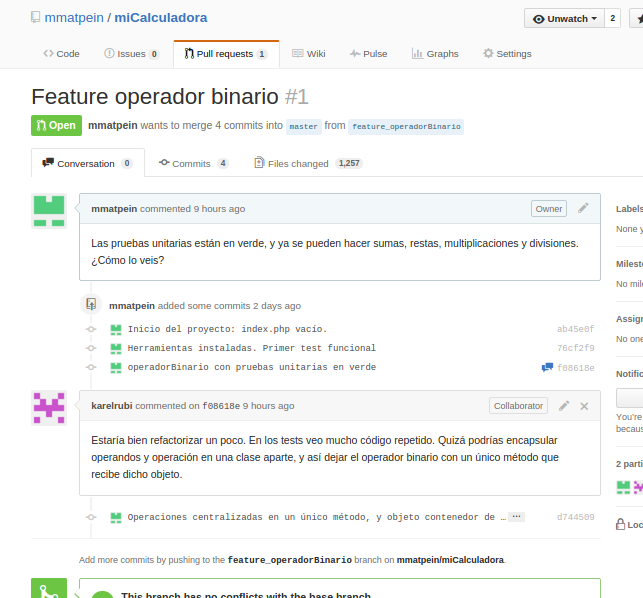 mmatpein / miCalculadora
Unwatch 2
Code Issues 0 Pull requests 1 Wiki Pulse Graphs Settings
Feature operador binario #1
Open mmatpein wants to merge 4 commits into master from feature_operadorBinario
Conversation 0 Commits 4 Files changed 1,257
mmatpein commented 9 hours ago Owner
Labels
Las pruebas unitarias están en verde, y ya se pueden hacer sumas, restas, multiplicaciones y divisiones.
None y
¿Cómo lo veis?
Milest
No mil
mmatpein added some commits 2 days ago
Assig
Inicio del proyecto: index.php vacío. ab45e0f
No one
Herramientas instaladas. Primer test functional 76cf2f9
operadorBinario con pruebas unitarias en verde f08618e
Notific
karelrubi commented on f08618e 9 hours ago Collaborator
You're
becaus
Estaría bien refactorizar un poco. En los tests veo mucho código repetido. Quizá podrías encapsular
operandos y operación en una clase aparte, y así dejar el operador binario con un único método que
2 parti
recibe dicho objeto.
Operaciones centralizadas en un único método, y objeto contenedor de … ... d744509
Loc
Add more commits by pushing to the feature_operadorBinario branch on mmatpein/miCalculadora.
This branch has no conflicts with the base branch